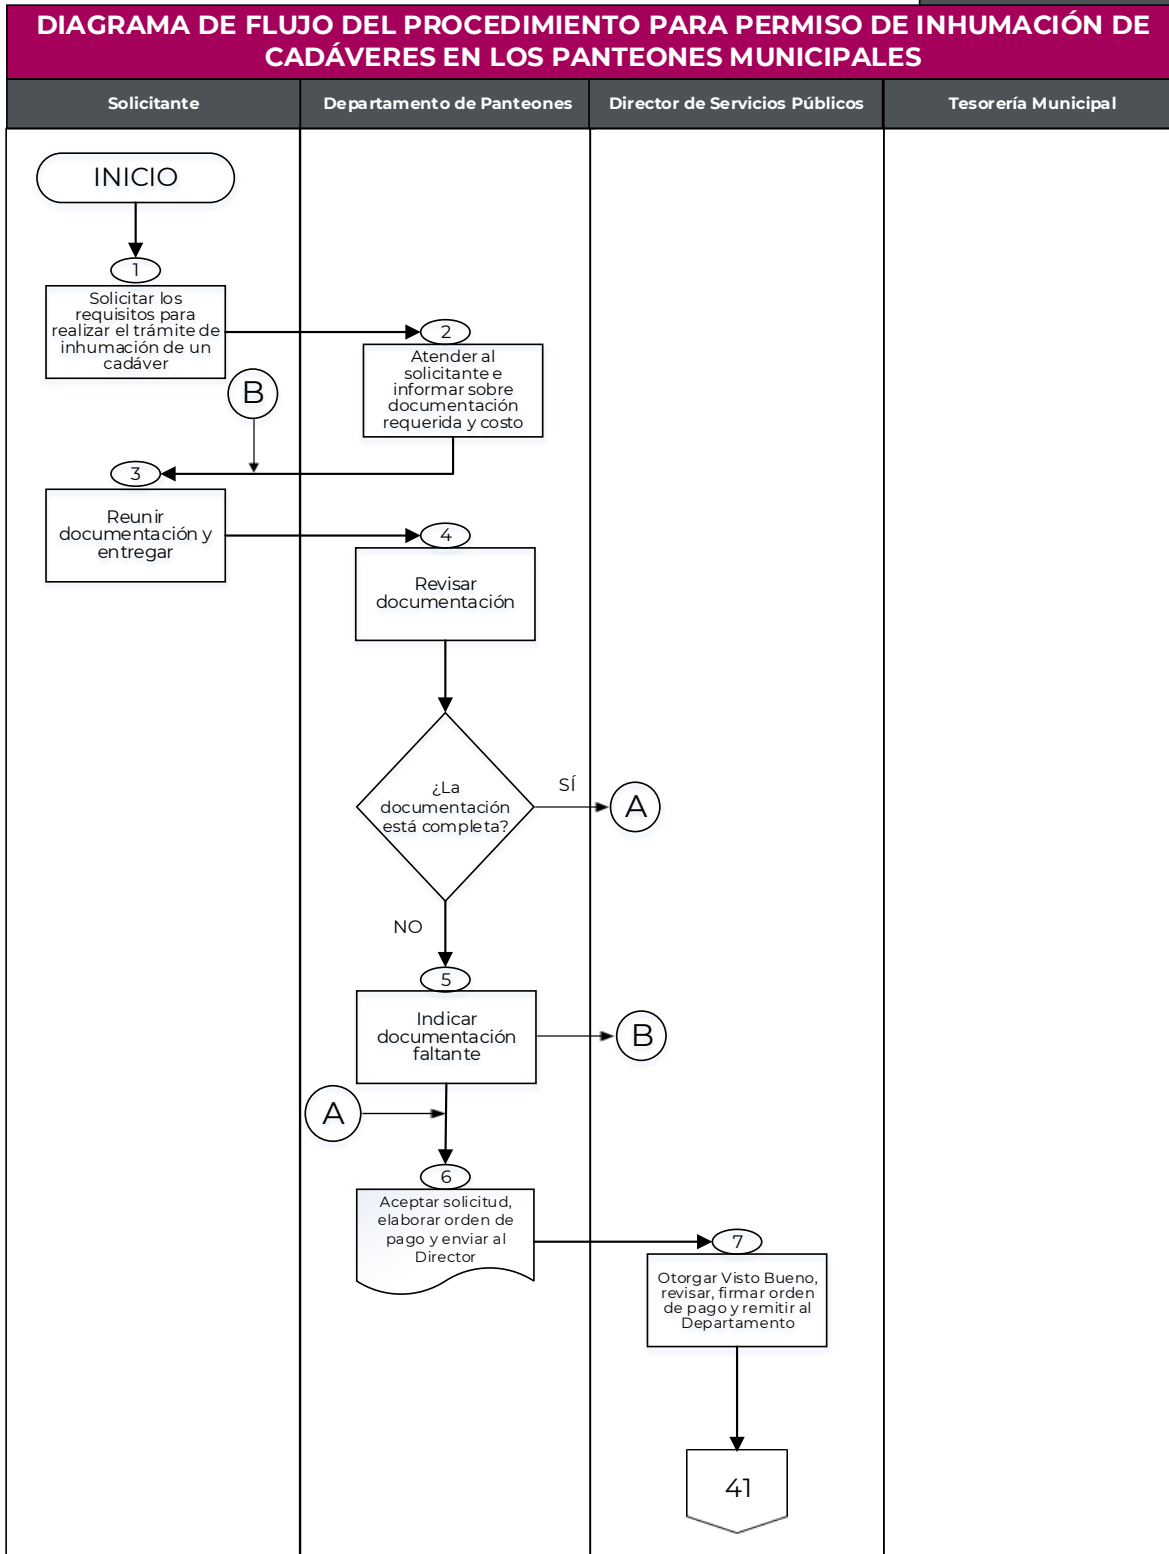 DIAGRAMA DE FLUJO DEL PROCEDIMIENTO PARA PERMISO DE INHUMACIÓN DE
CADÁVERES EN LOS PANTEONES MUNICIPALES
Solicitante
Departamento de Panteones
Director de Servicios Públicos
Tesorería Municipal
INICIO
1
Solicitar los
requisitos para
realizar el trámite de
inhumación de un
cadáver
2
Atender al
solicitante e
informar sobre
documentación
requerida y costo
B
3
Reunir
documentación y
entregar
4
Revisar
documentación
¿La
documentación
está completa?
SÍ
A
NO
5
Indicar
documentación
faltante
B
A
6
Aceptar solicitud,
elaborar orden de
pago y enviar al
Director
7
Otorgar Visto Bueno,
revisar, firmar orden
de pago y remitir al
Departamento
41